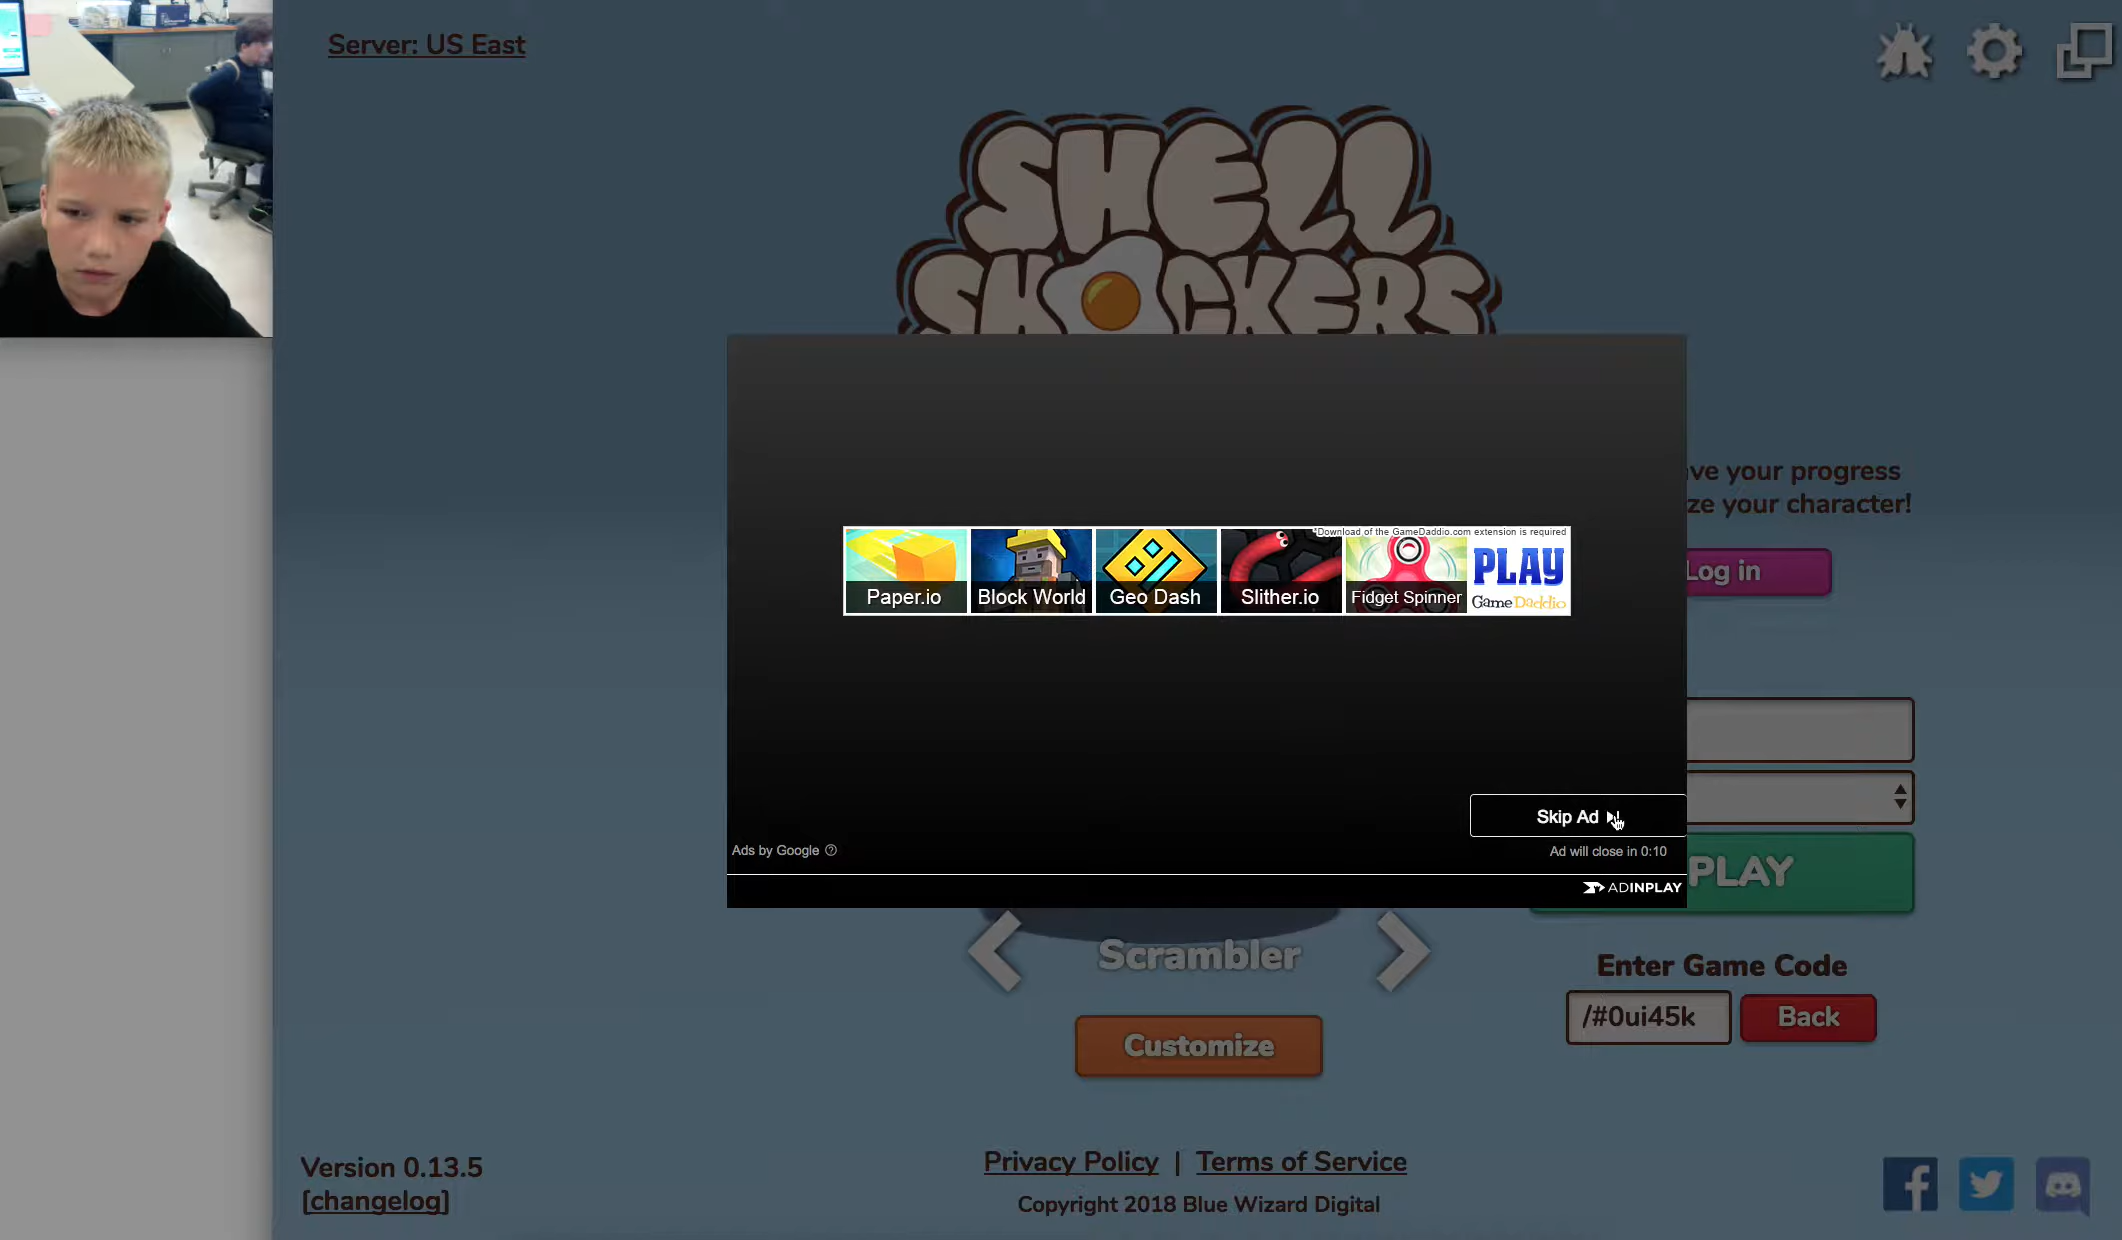 Server: US East
SHELL
SHOCKERS
ve your progress
ze your character!
Log in
*Download of the GameDaddio.com extension is required
Paper.io
Block World
Geo Dash
Slither.io
Fidget Spinner
PLAY
GameDaddio
Skip Ad
Ads by Google
Ad will close in 0:10
ADINPLAY
PLAY
Scrambler
Enter Game Code
/#0ui45k
Back
Customize
Version 0.13.5
[changelog]
Privacy Policy | Terms of Service
Copyright 2018 Blue Wizard Digital